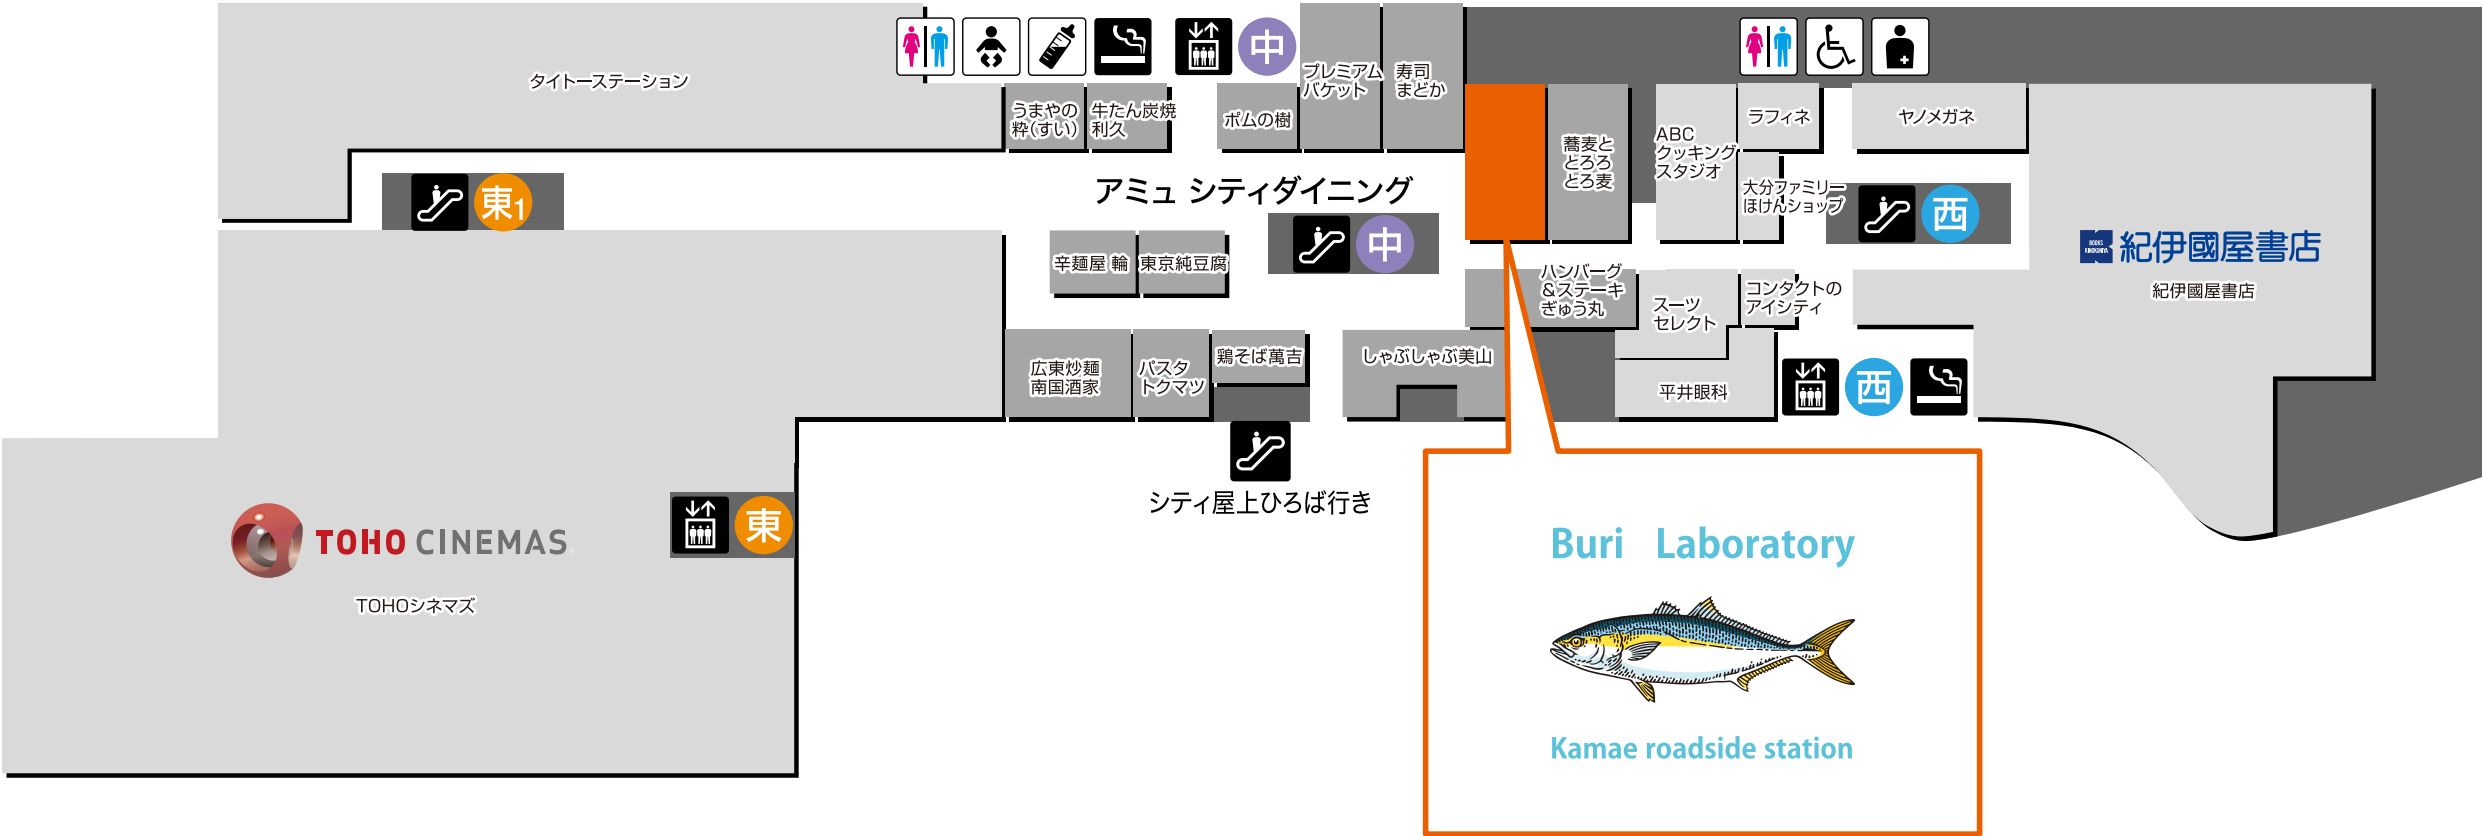 タイトーステーション
中
プレミアム
バケット
寿司
まどか
うまやの
粋(すい)
牛たん炭焼
利久
ポムの樹
蕎麦と
とろろ
とろ麦
ABC
クッキング
スタジオ
ラフィネ
ヤノメガネ
大分ファミリー
ほけんショップ
東1
アミュ シティダイニング
中
西
BOOKS
KINOKUNIYA
紀伊國屋書店
紀伊國屋書店
辛麺屋 輪
東京純豆腐
ハンバーグ
&ステーキ
ぎゅう丸
スーツ
セレクト
コンタクトの
アイシティ
広東炒麺
南国酒家
パスタ
トクマツ
鶏そば萬吉
しゃぶしゃぶ美山
平井眼科
西
シティ屋上ひろば行き
東
TOHO CINEMAS
TOHOシネマズ
Buri Laboratory
Kamae roadside station